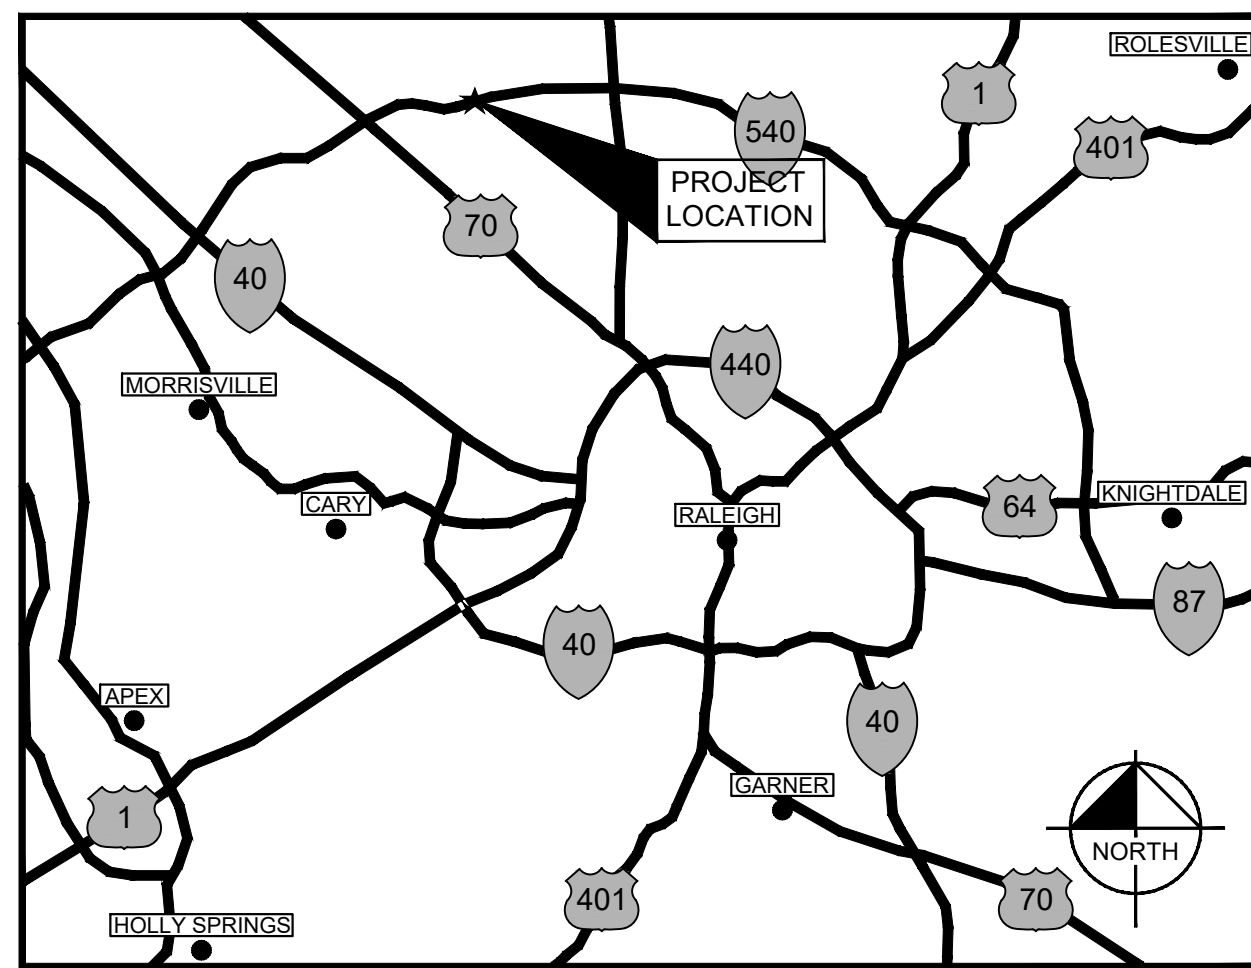 ROLESVILLE
1
540
401
PROJECT
LOCATION
70
40
440
MORRISVILLE
KNIGHTDALE
CARY
64
RALEIGH
87
40
APEX
40
GARNER
1
NORTH
401
70
HOLLY SPRINGS